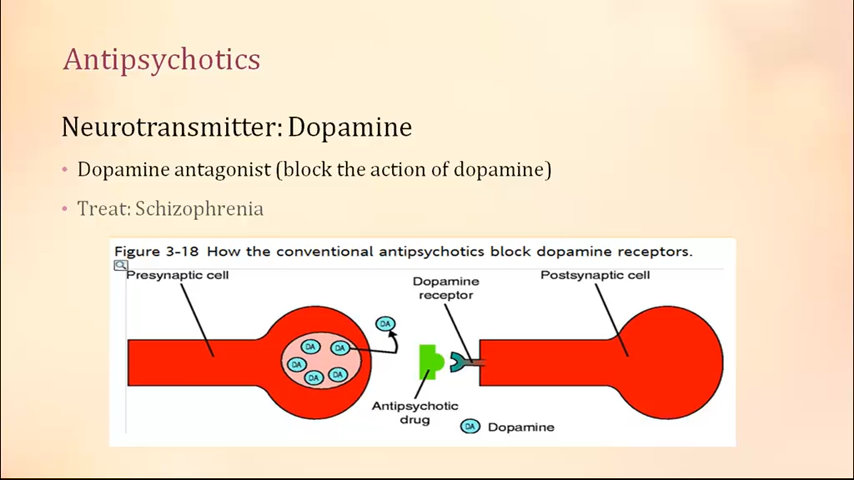 Antipsychotics
Neurotransmitter: Dopamine
• Dopamine antagonist (block the action of dopamine)
• Treat: Schizophrenia
Figure 3-18 How the conventional antipsychotics block dopamine receptors.
Presynaptic cell
Dopamine
receptor
Postsynaptic cell
DA
DA
DA
DA
DA
DA
Antipsychotic
drug
DA Dopamine